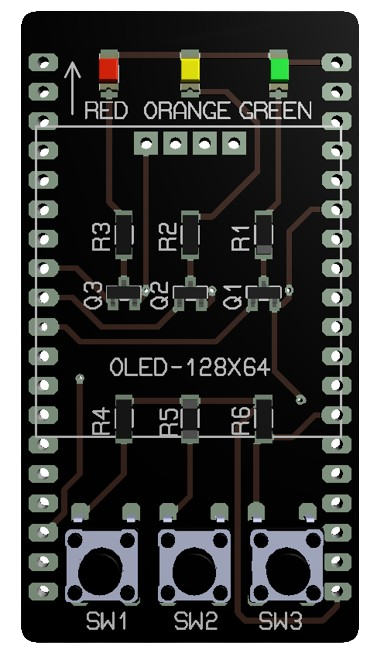 RED ORANGE GREEN
R3 R2 R1
Q3 Q2 Q1
OLED-128X64
R4 R5 R6
SW1 SW2 SW3